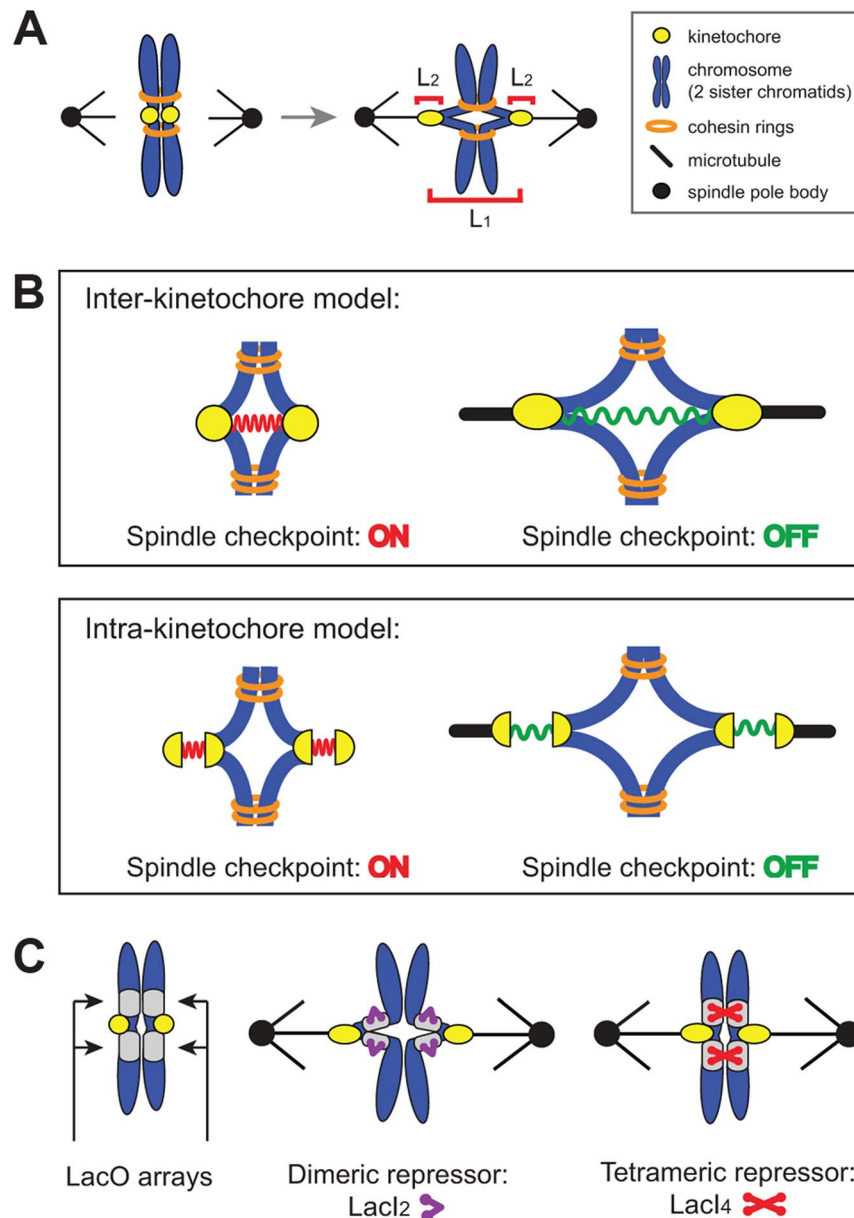 A
L2
L2
L1
kinetochore
chromosome
(2 sister chromatids)
cohesin rings
microtubule
spindle pole body
B
Inter-kinetochore model:
Spindle checkpoint: ON
Spindle checkpoint: OFF
Intra-kinetochore model:
Spindle checkpoint: ON
Spindle checkpoint: OFF
C
LacO arrays
Dimeric repressor:
LacI2
Tetrameric repressor:
LacI4